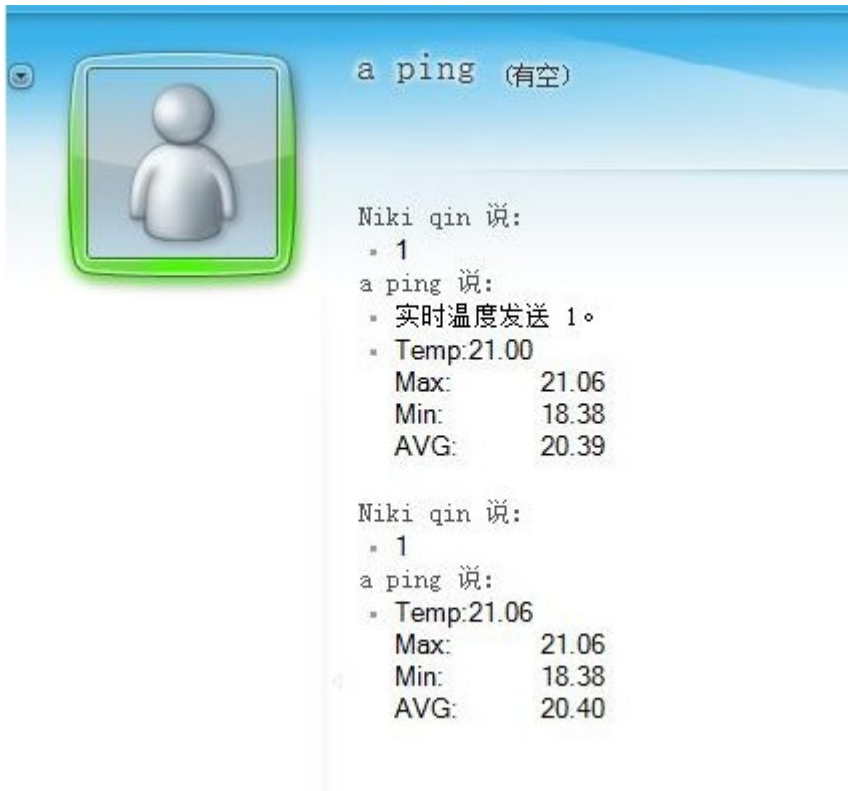 a ping (有空)
Niki qin 说:
1
a ping 说:
实时温度发送 1。
Temp:21.00
Max: 21.06
Min: 18.38
AVG: 20.39
Niki qin 说:
1
a ping 说:
Temp:21.06
Max: 21.06
Min: 18.38
AVG: 20.40